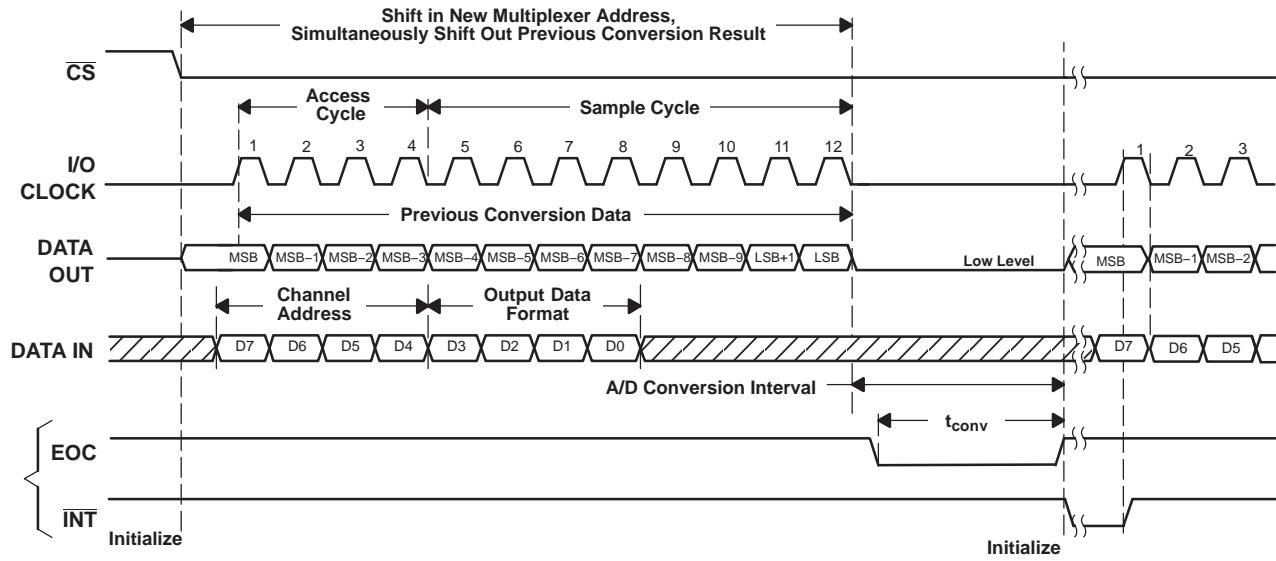 Shift in New Multiplexer Address,
Simultaneously Shift Out Previous Conversion Result
CS
Access
Cycle
Sample Cycle
1 2 3 4 5 6 7 8 9 10 11 12 1 2 3
I/O
CLOCK
Previous Conversion Data
DATA
OUT
MSB MSB–1 MSB–2 MSB–3 MSB–4 MSB–5 MSB–6 MSB–7 MSB–8 MSB–9 LSB+1 LSB Low Level MSB MSB–1 MSB–2
Channel
Address
Output Data
Format
DATA IN D7 D6 D5 D4 D3 D2 D1 D0 D7 D6 D5
A/D Conversion Interval
tconv
EOC
INT
Initialize Initialize